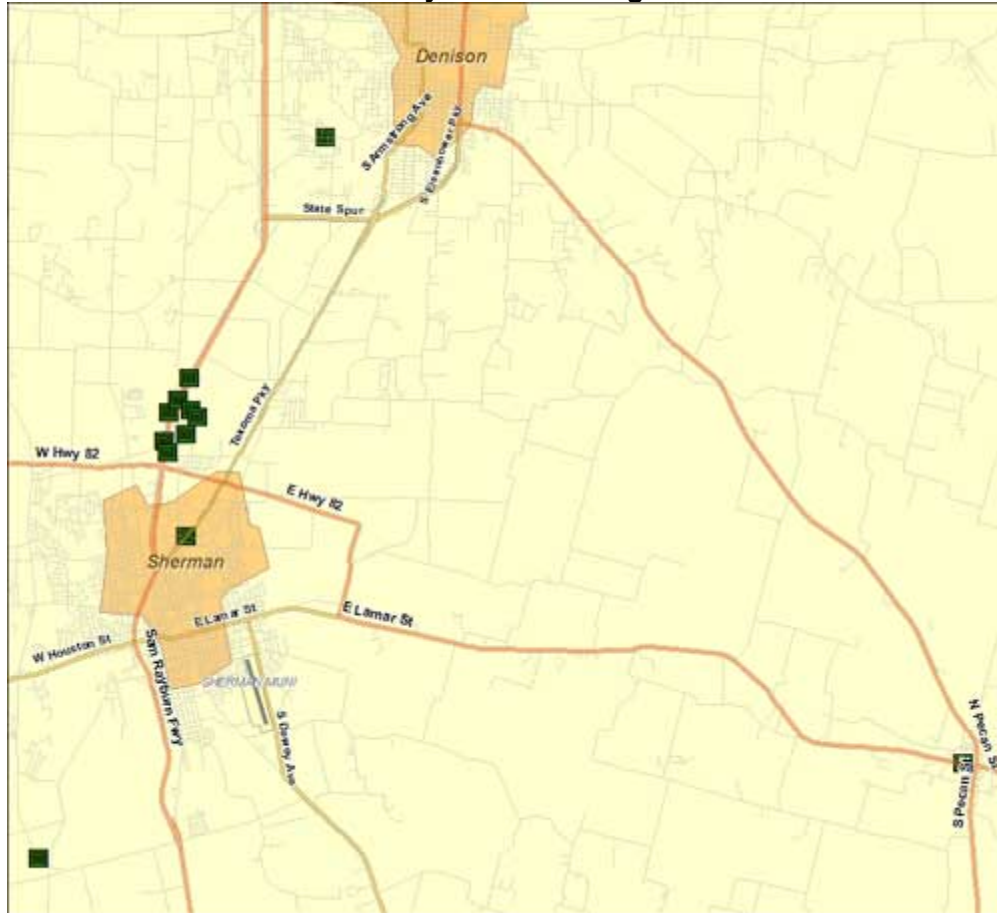 Denison
S Armstrong Ave
S Eisenhower Pky
State Spur
Texoma Pky
W Hwy 82
E Hwy 82
Sherman
E Lamar St
E Lamar St
W Houston St
Sam Rayburn Fwy
SHERMAN MUNI
S Dewey Ave
N Pecan St
S Pecan St